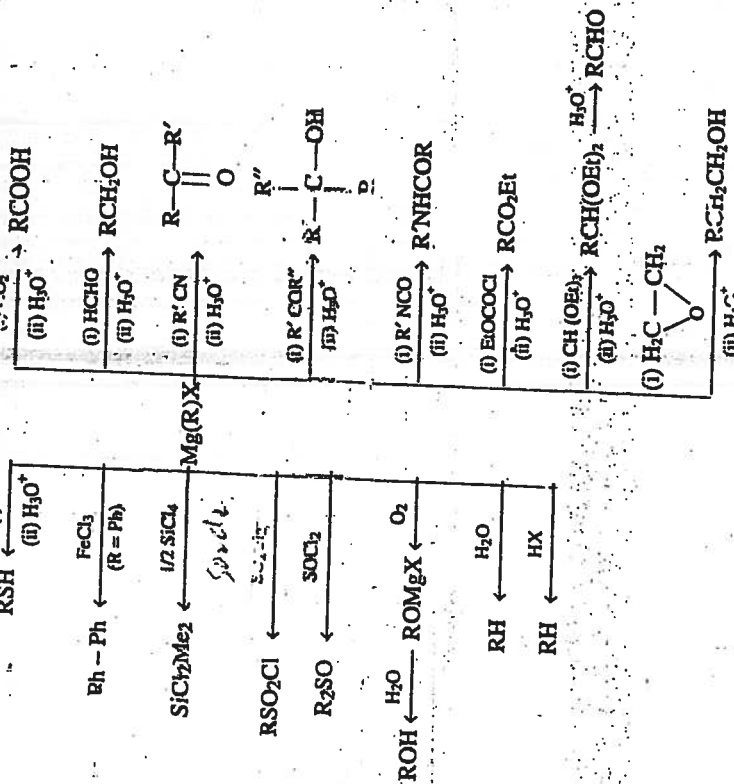 (ii) H₃O⁺
RCOOH
(i) HCHO
(ii) H₃O⁺
RCH₂OH
(i) R' CN
(ii) H₃O⁺
R—C—R'
O
(i) R' COR''
(ii) H₃O⁺
R''
R—C—OH
(i) R' NCO
(ii) H₃O⁺
R'NHCOR
(i) EtOCOCl
(ii) H₃O⁺
RCO₂Et
(i) CH (OEt)₃
(ii) H₃O⁺
RCH(OEt)₂
H₃O⁺
RCHO
(i) H₂C — CH₂
O
(ii) H₃O⁺
RCH₂CH₂OH
Mg(R)X
RSH
(ii) H₃O⁺
Ph – Ph
FeCl₃
(R = Ph)
SiCl₂Me₂
1/2 SiCl₄
SO₂Cl₂
RSO₂Cl
R₂SO
SOCl₂
ROH
H₂O
ROMgX
O₂
RH
H₂O
RH
HX